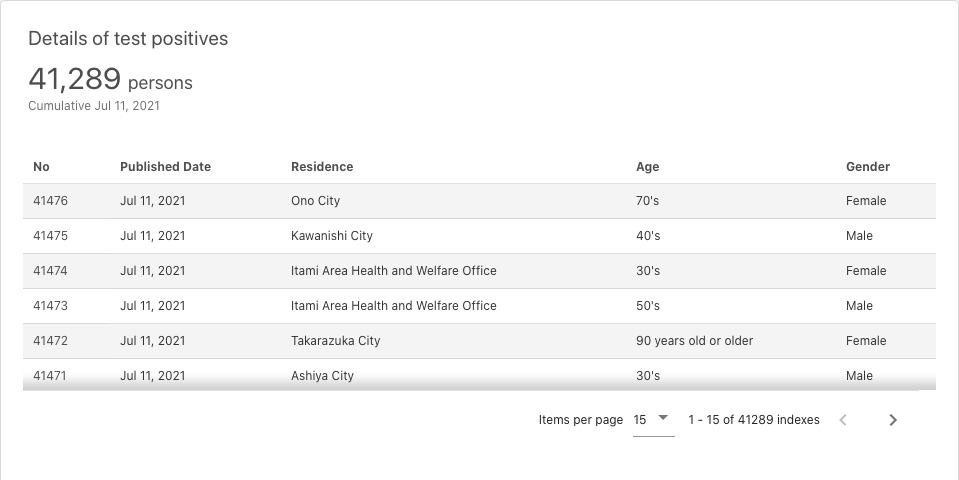 Details of test positives
41,289 persons
Cumulative Jul 11, 2021
No Published Date Residence Age Gender
41476 Jul 11, 2021 Ono City 70's Female
41475 Jul 11, 2021 Kawanishi City 40's Male
41474 Jul 11, 2021 Itami Area Health and Welfare Office 30's Female
41473 Jul 11, 2021 Itami Area Health and Welfare Office 50's Male
41472 Jul 11, 2021 Takarazuka City 90 years old or older Female
41471 Jul 11, 2021 Ashiya City 30's Male
Items per page 15 1 - 15 of 41289 indexes